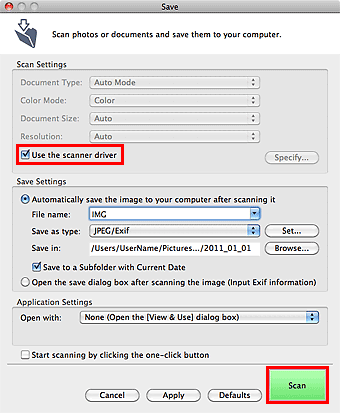 Save
Scan photos or documents and save them to your computer.
Scan Settings
Document Type: Auto Mode
Color Mode: Color
Document Size: Auto
Resolution: Auto
Use the scanner driver Specify...
Save Settings
Automatically save the image to your computer after scanning it
File name: IMG
Save as type: JPEG/Exif Set...
Save in: /Users/UserName/Pictures.../2011_01_01 Browse...
Save to a Subfolder with Current Date
Open the save dialog box after scanning the image (Input Exif information)
Application Settings
Open with: None (Open the [View & Use] dialog box)
Start scanning by clicking the one-click button
Cancel Apply Defaults Scan